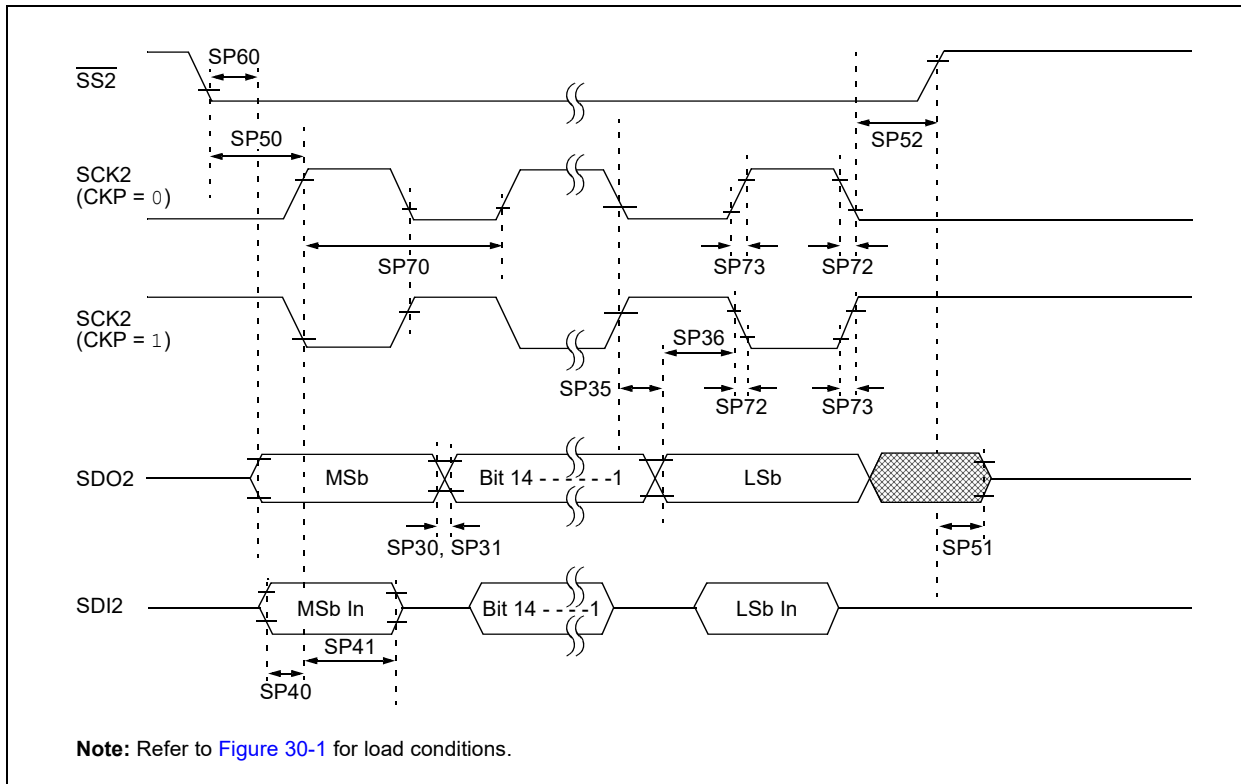 SP60
SS2
SP50
SP52
SCK2
(CKP = 0)
SP70
SP73
SP72
SCK2
(CKP = 1)
SP36
SP35
SP72
SP73
SDO2
MSb
Bit 14 - - - - - -1
LSb
SP30, SP31
SP51
SDI2
MSb In
Bit 14 - - - -1
LSb In
SP41
SP40
Note: Refer to Figure 30-1 for load conditions.